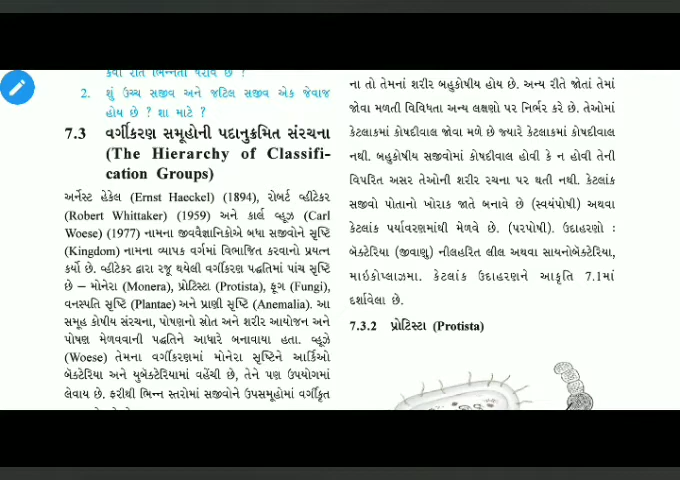 કેવી રીતે ભિન્નતા ધરાવે છે ?
2. શું ઉચ્ચ સજીવ અને જટિલ સજીવ એક જેવાજ
હોય છે ? શા માટે ?
7.3 વર્ગીકરણ સમૂહોની પદાનુક્રમિત સંરચના
(The Hierarchy of Classifi-
cation Groups)
અર્નેસ્ટ હેકેલ (Ernst Haeckel) (1894), રોબર્ટ વ્હીટેકર
(Robert Whittaker) (1959) અને કાર્લ વ્હૂઝ (Carl
Woese) (1977) નામના જીવવૈજ્ઞાનિકોએ બધા સજીવોને સૃષ્ટિ
(Kingdom) નામના વ્યાપક વર્ગમાં વિભાજિત કરવાનો પ્રયત્ન
કર્યો છે. વ્હીટેકર દ્વારા રજૂ થયેલી વર્ગીકરણ પદ્ધતિમાં પાંચ સૃષ્ટિ
છે – મોનેરા (Monera), પ્રોટિસ્ટા (Protista), ફૂગ (Fungi),
વનસ્પતિ સૃષ્ટિ (Plantae) અને પ્રાણી સૃષ્ટિ (Anemalia). આ
સમૂહ કોષીય સંરચના, પોષણનો સ્રોત અને શરીર આયોજન અને
પોષણ મેળવવાની પદ્ધતિને આધારે બનાવાયા હતા. વ્હૂઝે
(Woese) તેમના વર્ગીકરણમાં મોનેરા સૃષ્ટિને આર્કિઓ
બૅક્ટેરિયા અને યુબૅક્ટેરિયામાં વહેંચી છે, તેને પણ ઉપયોગમાં
લેવાય છે. ફરીથી ભિન્ન સ્તરોમાં સજીવોને ઉપસમૂહોમાં વર્ગીકૃત
ના તો તેમનાં શરીર બહુકોષીય હોય છે. અન્ય રીતે જોતાં તેમાં
જોવા મળતી વિવિધતા અન્ય લક્ષણો પર નિર્ભર કરે છે. તેઓમાં
કેટલાકમાં કોષદીવાલ જોવા મળે છે જ્યારે કેટલાકમાં કોષદીવાલ
નથી. બહુકોષીય સજીવોમાં કોષદીવાલ હોવી કે ન હોવી તેની
વિપરિત અસર તેઓની શરીર રચના પર થતી નથી. કેટલાંક
સજીવો પોતાનો ખોરાક જાતે બનાવે છે (સ્વયંપોષી) અથવા
કેટલાંક પર્યાવરણમાંથી મેળવે છે. (પરપોષી). ઉદાહરણો :
બૅક્ટેરિયા (જીવાણુ) નીલહરિત લીલ અથવા સાયનોબૅક્ટેરિયા,
માઇકોપ્લાઝમા. કેટલાંક ઉદાહરણને આકૃતિ 7.1માં
દર્શાવેલા છે.
7.3.2 પ્રોટિસ્ટા (Protista)